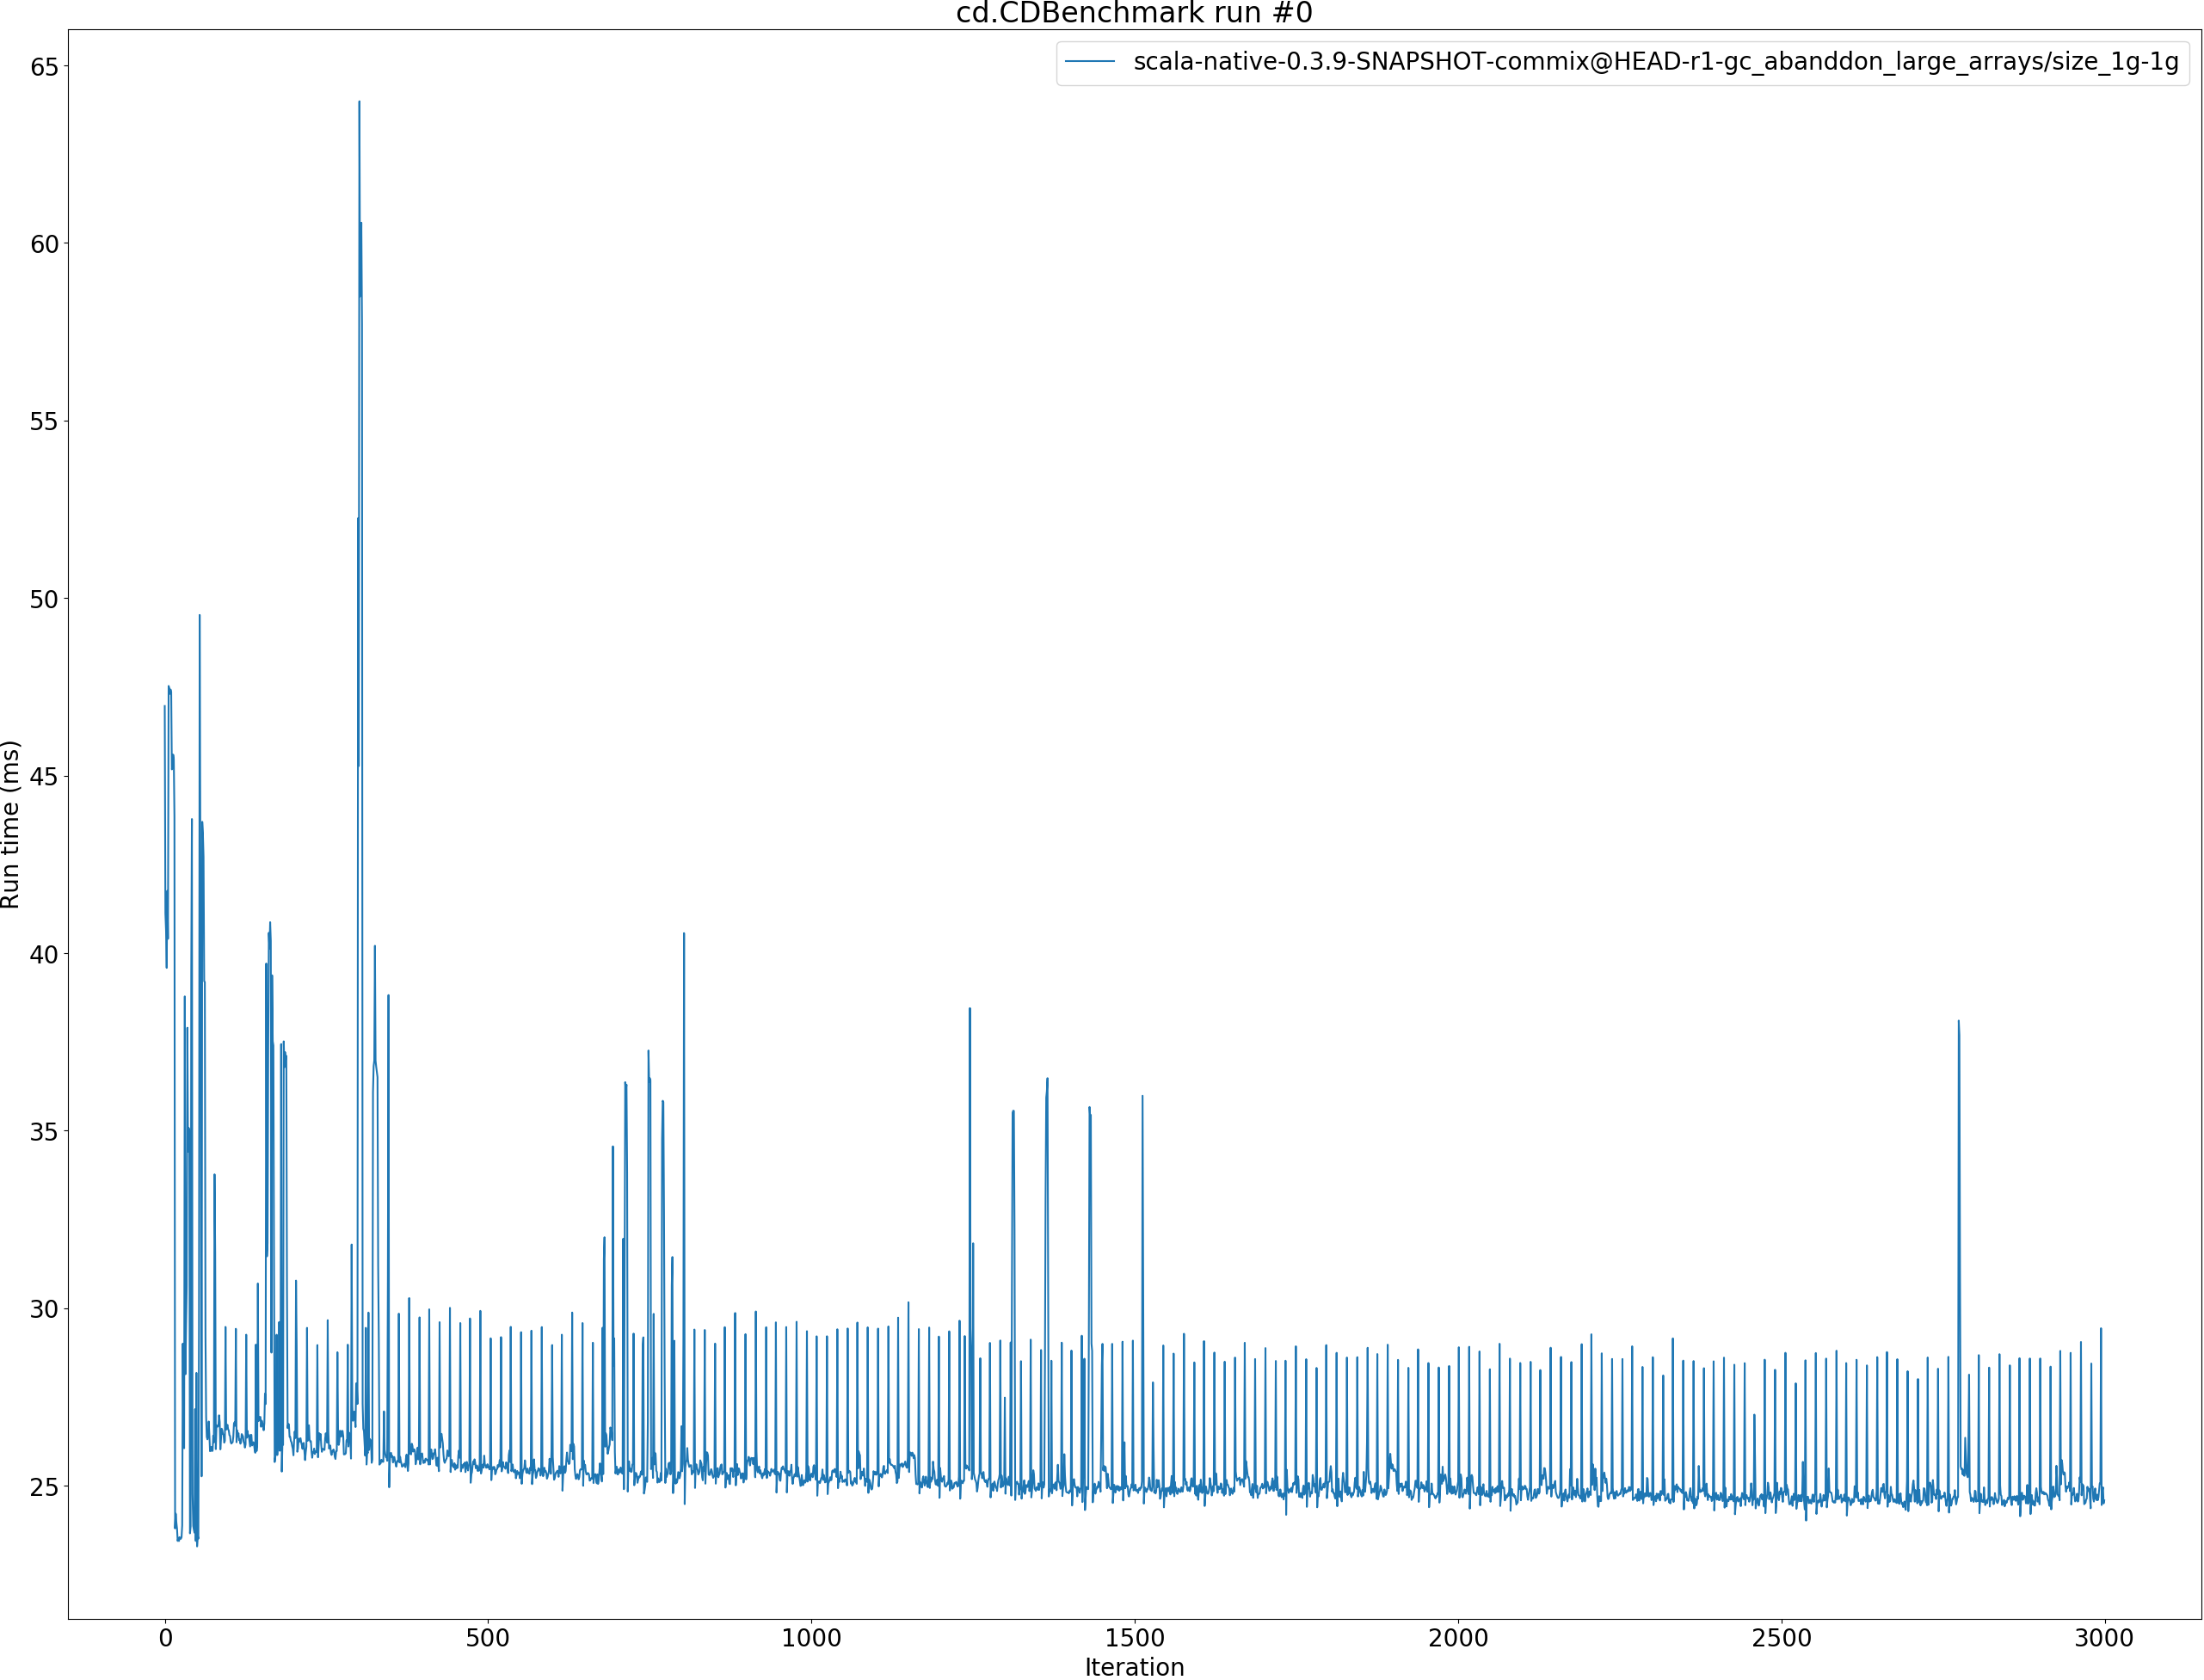 cd.CDBenchmark run #0
scala-native-0.3.9-SNAPSHOT-commix@HEAD-r1-gc_abanddon_large_arrays/size_1g-1g
65
60
55
50
45
40
35
30
25
Run time (ms)
0 500 1000 1500 2000 2500 3000
Iteration